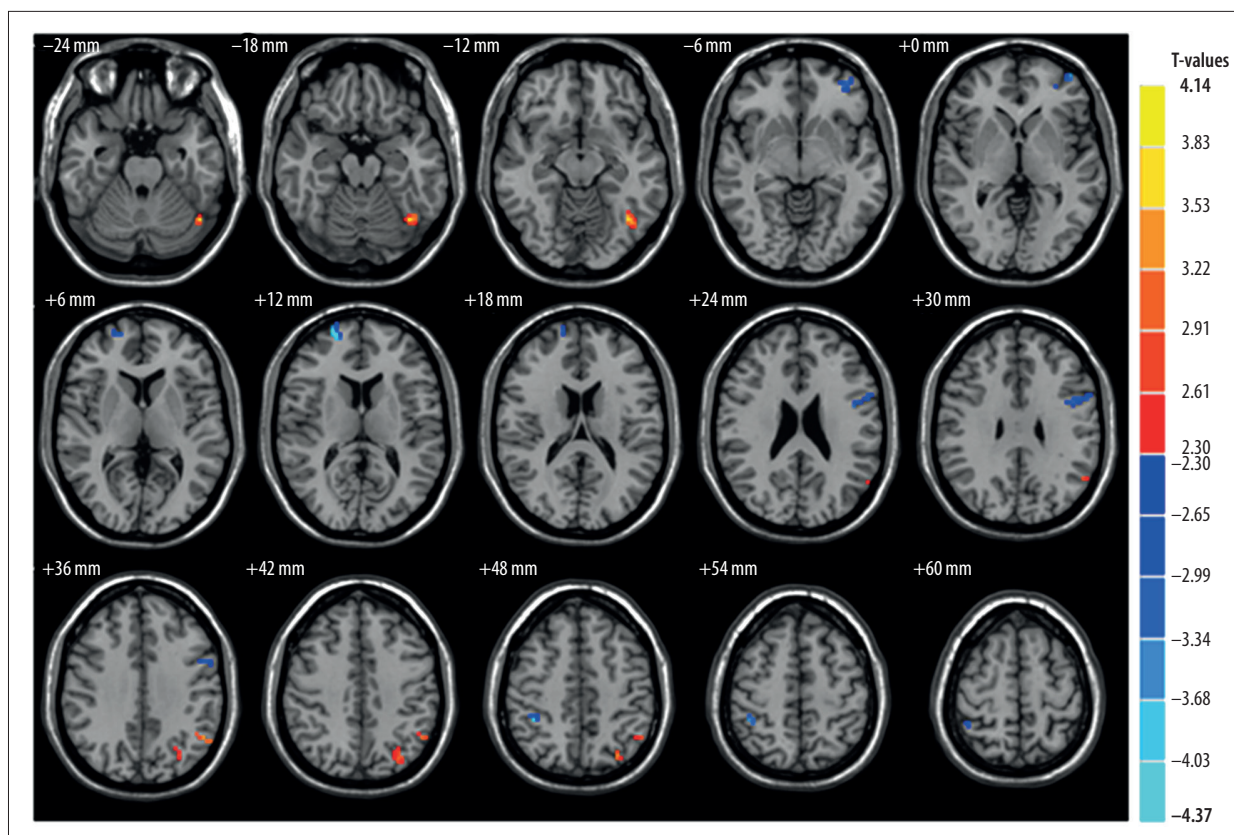 −24 mm
−18 mm
−12 mm
−6 mm
+0 mm
+6 mm
+12 mm
+18 mm
+24 mm
+30 mm
+36 mm
+42 mm
+48 mm
+54 mm
+60 mm
T-values
4.14
3.83
3.53
3.22
2.91
2.61
2.30
−2.30
−2.65
−2.99
−3.34
−3.68
−4.03
−4.37